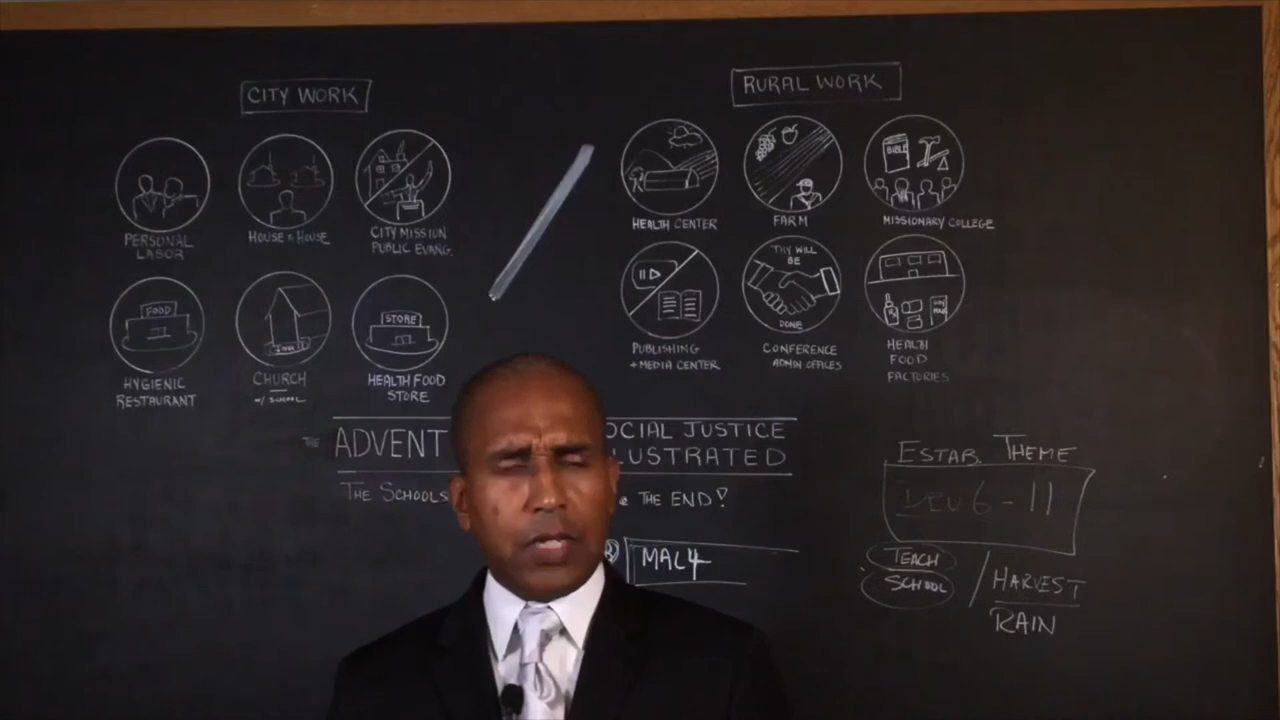 CITY WORK
PERSONAL
LABOR
HOUSE 2 HOUSE
CITY MISSION
PUBLIC EVANG.
FOOD
HYGIENIC
RESTAURANT
CHURCH
W/ SCHOOL
STORE
HEALTH FOOD
STORE
RURAL WORK
HEALTH CENTER
FARM
BIBLE
MISSIONARY COLLEGE
PUBLISHING
+ MEDIA CENTER
THY WILL
BE
DONE
CONFERENCE
ADMIN OFFICES
HEALTH
FOOD
FACTORIES
THE ADVENT OCIAL JUSTICE
LUSTRATED
THE SCHOOLS THE END!
MAL 4
ESTAB. THEME
6-11
TEACH
SCHOOL
HARVEST
RAIN